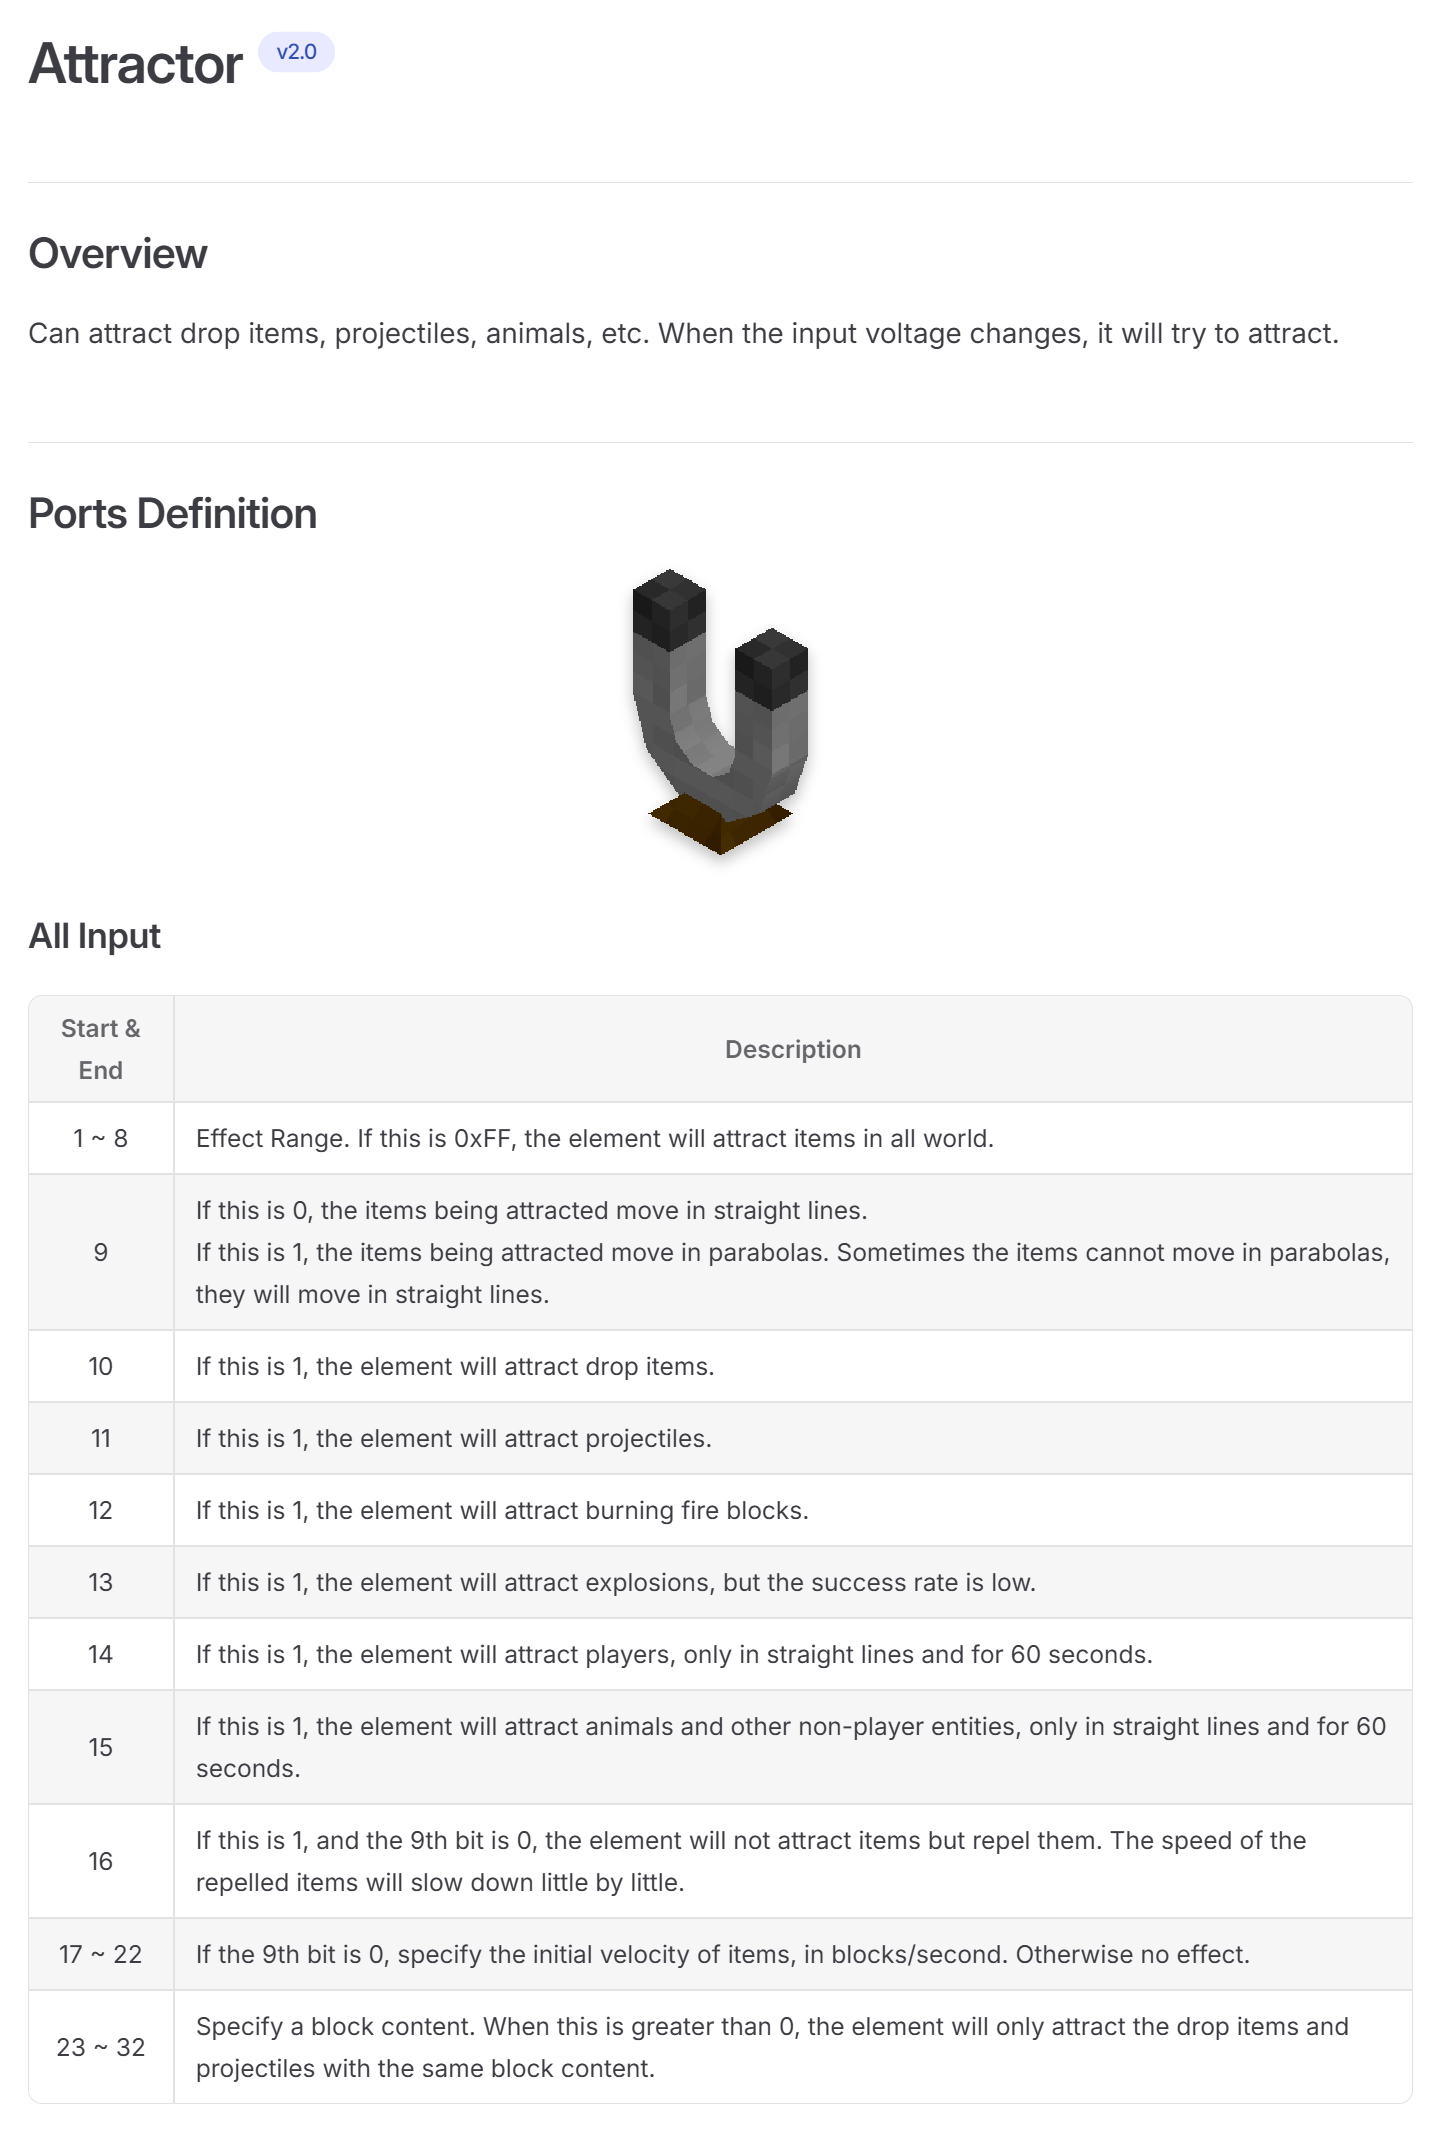 Attractor v2.0
Overview
Can attract drop items, projectiles, animals, etc. When the input voltage changes, it will try to attract.
Ports Definition
All Input
Start &
End
Description
1 ~ 8
Effect Range. If this is 0xFF, the element will attract items in all world.
9
If this is 0, the items being attracted move in straight lines.
If this is 1, the items being attracted move in parabolas. Sometimes the items cannot move in parabolas,
they will move in straight lines.
10
If this is 1, the element will attract drop items.
11
If this is 1, the element will attract projectiles.
12
If this is 1, the element will attract burning fire blocks.
13
If this is 1, the element will attract explosions, but the success rate is low.
14
If this is 1, the element will attract players, only in straight lines and for 60 seconds.
15
If this is 1, the element will attract animals and other non-player entities, only in straight lines and for 60
seconds.
16
If this is 1, and the 9th bit is 0, the element will not attract items but repel them. The speed of the
repelled items will slow down little by little.
17 ~ 22
If the 9th bit is 0, specify the initial velocity of items, in blocks/second. Otherwise no effect.
23 ~ 32
Specify a block content. When this is greater than 0, the element will only attract the drop items and
projectiles with the same block content.